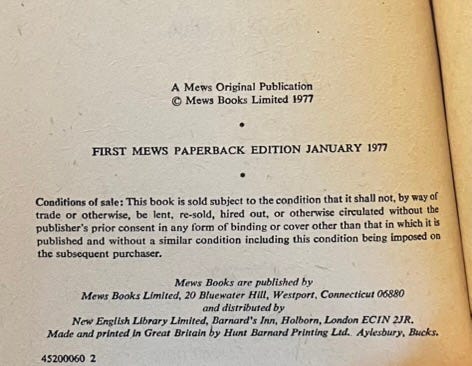 A Mews Original Publication
© Mews Books Limited 1977
•
FIRST MEWS PAPERBACK EDITION JANUARY 1977
•
Conditions of sale: This book is sold subject to the condition that it shall not, by way of
trade or otherwise, be lent, re-sold, hired out, or otherwise circulated without the
publisher's prior consent in any form of binding or cover other than that in which it is
published and without a similar condition including this condition being imposed on
the subsequent purchaser.
Mews Books are published by
Mews Books Limited, 20 Bluewater Hill, Westport, Connecticut 06880
and distributed by
New English Library Limited, Barnard's Inn, Holborn, London EC1N 2JR.
Made and printed in Great Britain by Hunt Barnard Printing Ltd. Aylesbury, Bucks.
45200060 2